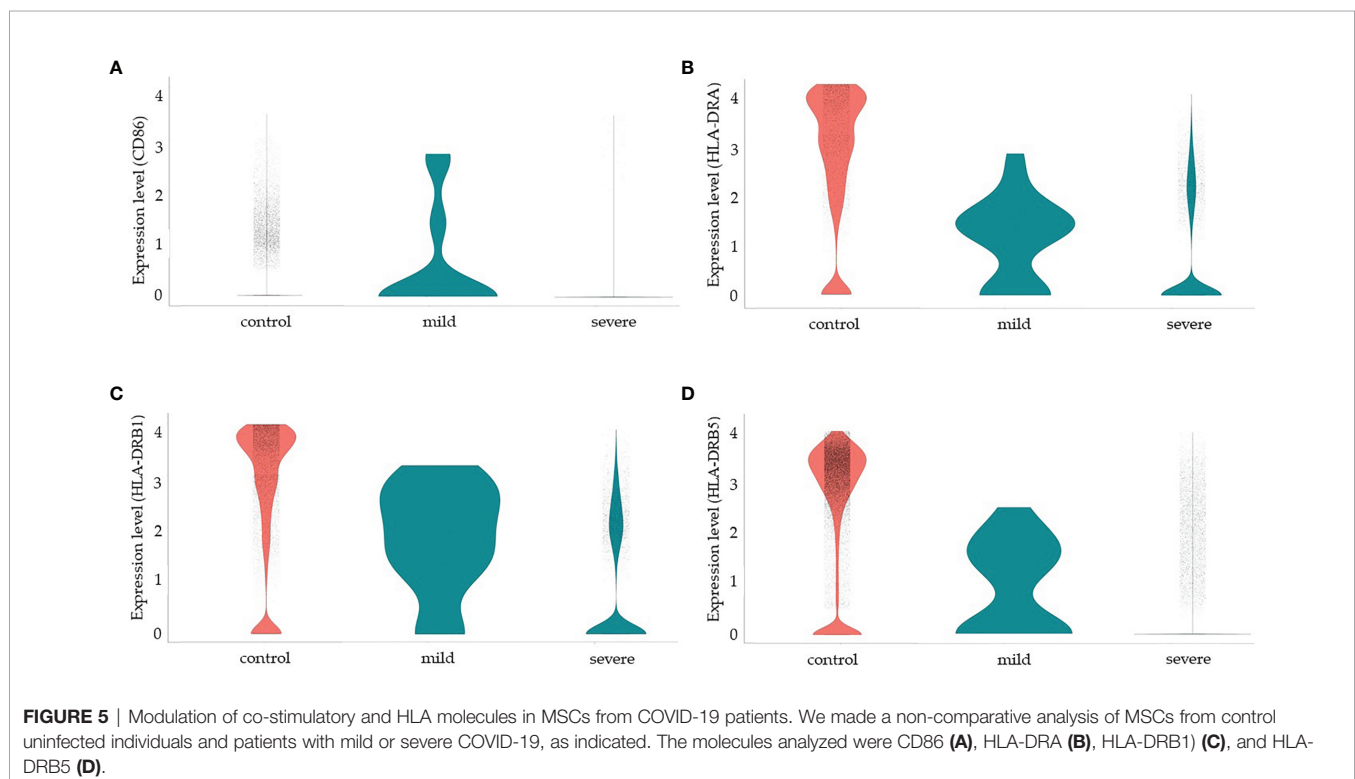 A
Expression level (CD86)
4
3
2
1
0
control mild severe
B
Expression level (HLA-DRA)
4
3
2
1
0
control mild severe
C
Expression level (HLA-DRB1)
4
3
2
1
0
control mild severe
D
Expression level (HLA-DRB5)
4
3
2
1
0
control mild severe
FIGURE 5 | Modulation of co-stimulatory and HLA molecules in MSCs from COVID-19 patients. We made a non-comparative analysis of MSCs from control
uninfected individuals and patients with mild or severe COVID-19, as indicated. The molecules analyzed were CD86 (A), HLA-DRA (B), HLA-DRB1) (C), and HLA-
DRB5 (D).